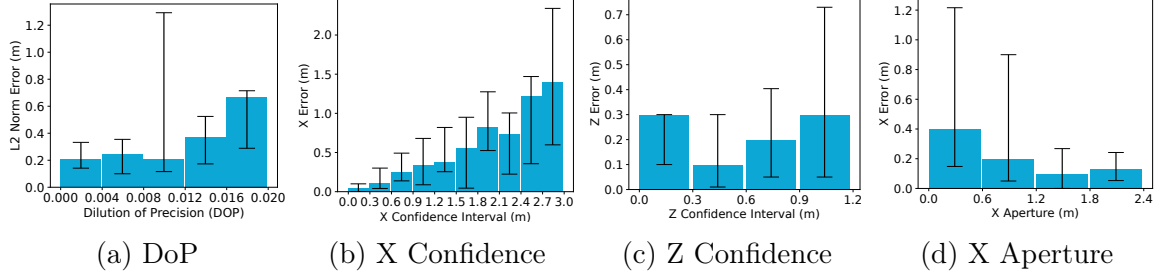 L2 Norm Error (m)
1.2
1.0
0.8
0.6
0.4
0.2
0.0
0.000 0.004 0.008 0.012 0.016 0.020
Dilution of Precision (DOP)
(a) DoP
X Error (m)
2.0
1.5
1.0
0.5
0.0
0.0 0.3 0.6 0.9 1.2 1.5 1.8 2.1 2.4 2.7 3.0
X Confidence Interval (m)
(b) X Confidence
Z Error (m)
0.7
0.6
0.5
0.4
0.3
0.2
0.1
0.0
0.0 0.3 0.6 0.9 1.2
Z Confidence Interval (m)
(c) Z Confidence
X Error (m)
1.2
1.0
0.8
0.6
0.4
0.2
0.0
0.0 0.6 1.2 1.8 2.4
X Aperture (m)
(d) X Aperture